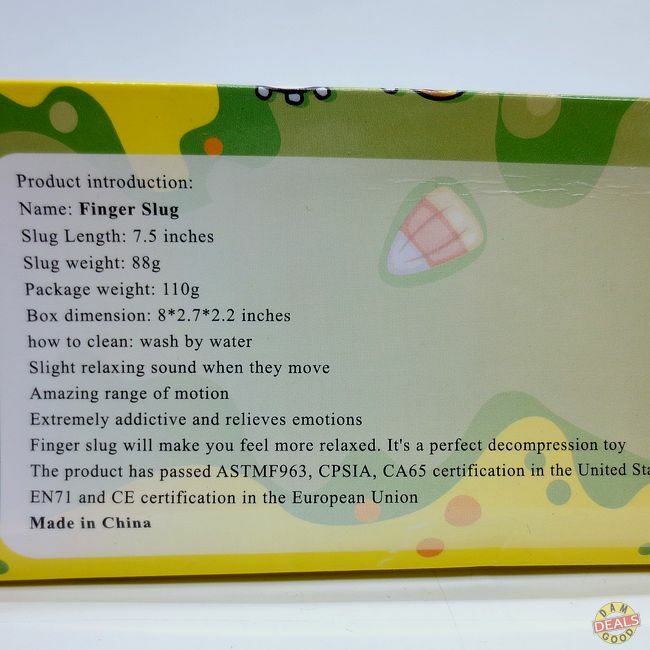 Product introduction:
Name: Finger Slug
Slug Length: 7.5 inches
Slug weight: 88g
Package weight: 110g
Box dimension: 8*2.7*2.2 inches
how to clean: wash by water
Slight relaxing sound when they move
Amazing range of motion
Extremely addictive and relieves emotions
Finger slug will make you feel more relaxed. It's a perfect decompression toy
The product has passed ASTMF963, CPSIA, CA65 certification in the United Sta
EN71 and CE certification in the European Union
Made in China
DAM
DEALS
GOOD